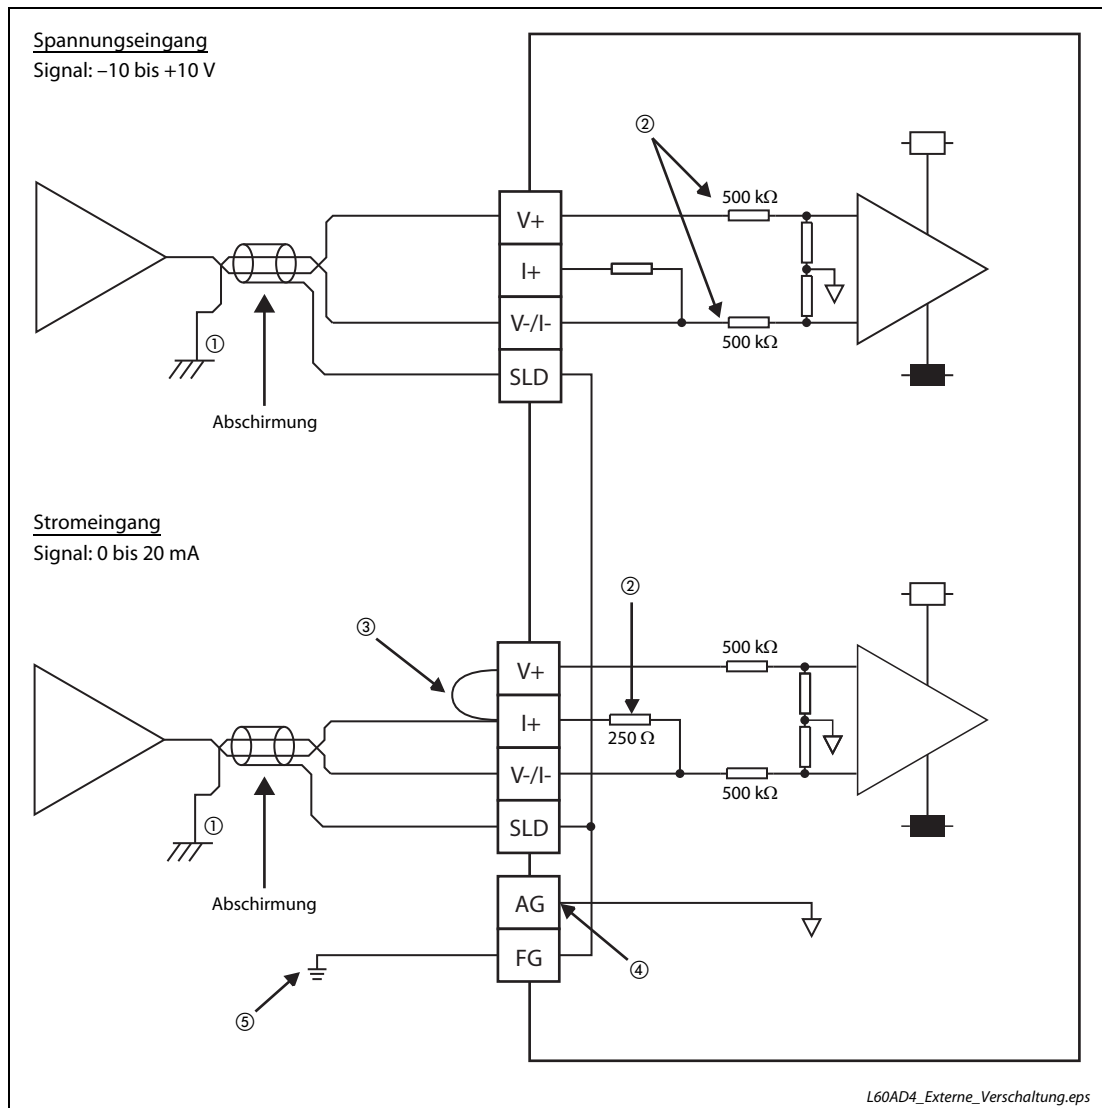 Spannungseingang
Signal: –10 bis +10 V
②
500 kΩ
V+
I+
V-/I-
500 kΩ
SLD
①
Abschirmung
Stromeingang
Signal: 0 bis 20 mA
②
③
500 kΩ
V+
I+
250 Ω
V-/I-
500 kΩ
SLD
①
Abschirmung
AG
FG
④
⑤
L60AD4_Externe_Verschaltung.eps